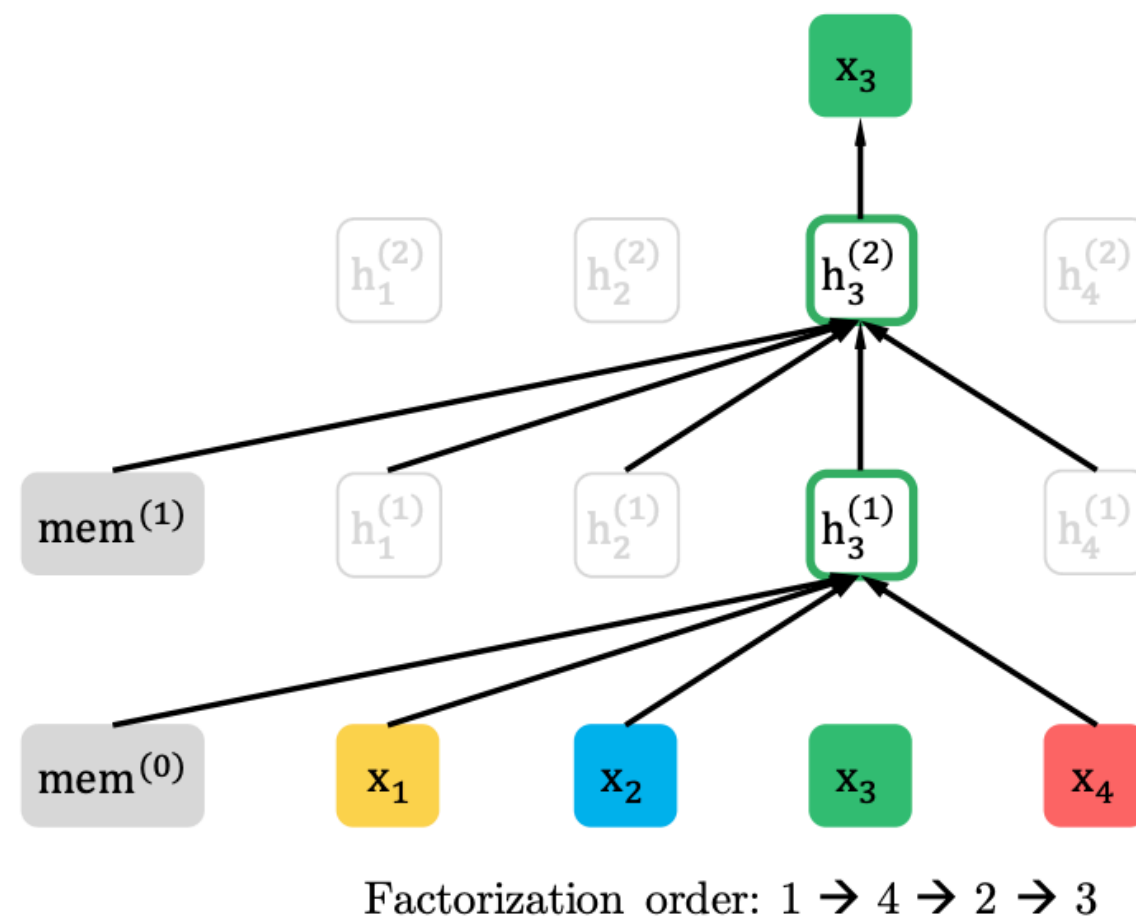 x₃
h₁⁽²⁾ h₂⁽²⁾ h₃⁽²⁾ h₄⁽²⁾
mem⁽¹⁾ h₁⁽¹⁾ h₂⁽¹⁾ h₃⁽¹⁾ h₄⁽¹⁾
mem⁽⁰⁾ x₁ x₂ x₃ x₄
Factorization order: 1 → 4 → 2 → 3